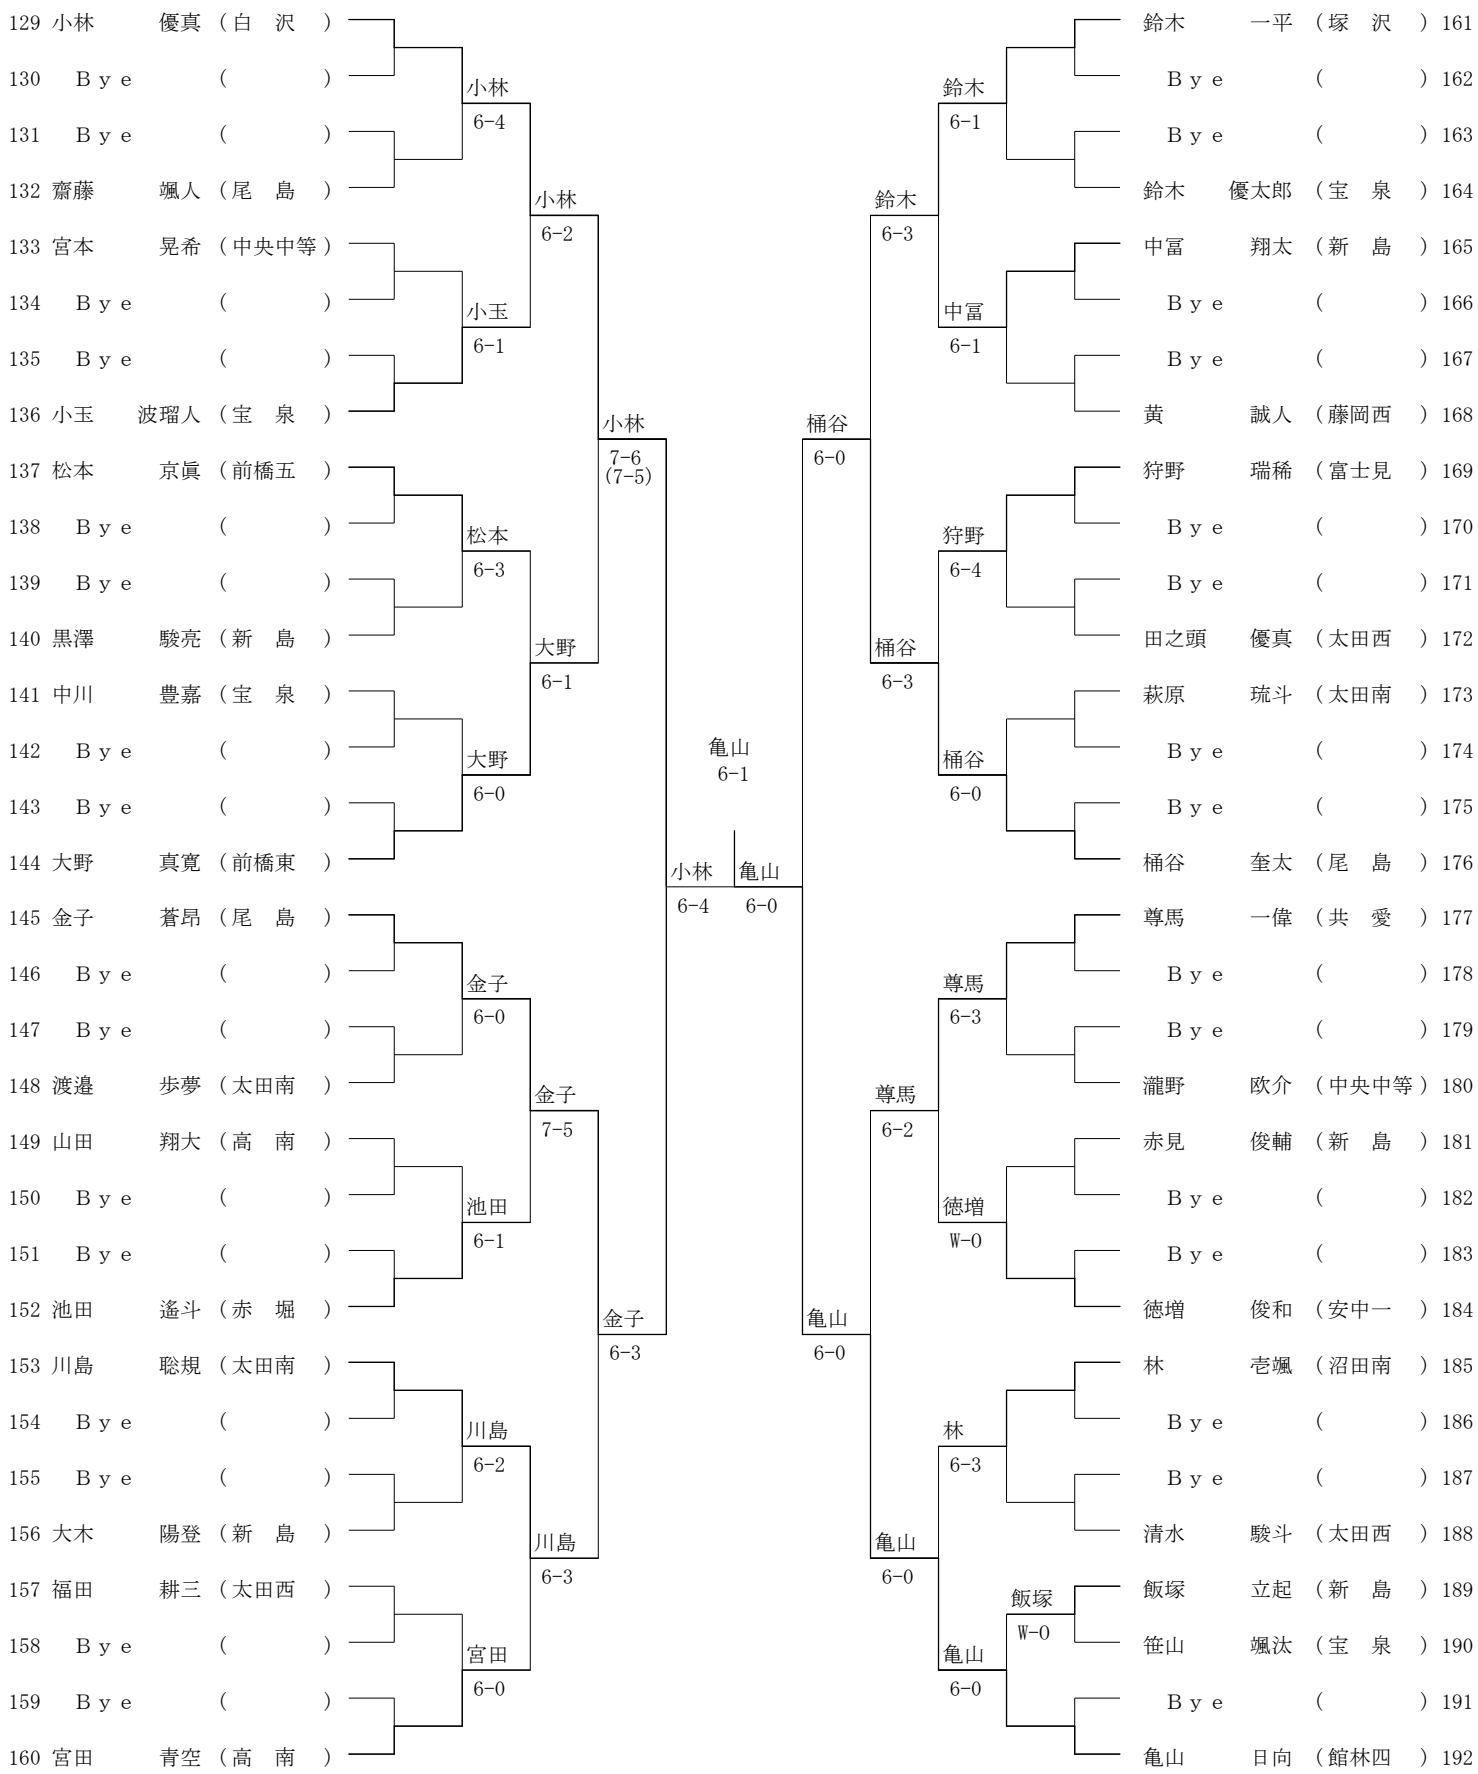 129 小林 優真 (白 沢)
130 Bye ( )
小林
6-4
131 Bye ( )
132 齋藤 颯人 (尾 島)
小林
6-2
133 宮本 晃希 (中央中等)
134 Bye ( )
小玉
6-1
135 Bye ( )
136 小玉 波瑠人 (宝 泉)
小林
7-6
(7-5)
137 松本 京眞 (前橋五)
138 Bye ( )
松本
6-3
139 Bye ( )
140 黒澤 駿亮 (新 島)
大野
6-1
141 中川 豊嘉 (宝 泉)
142 Bye ( )
大野
6-0
143 Bye ( )
144 大野 真寛 (前橋東)
小林
6-4
145 金子 蒼昂 (尾 島)
146 Bye ( )
金子
6-0
147 Bye ( )
148 渡邉 歩夢 (太田南)
金子
7-5
149 山田 翔大 (高 南)
150 Bye ( )
池田
6-1
151 Bye ( )
152 池田 遙斗 (赤 堀)
金子
6-3
153 川島 聡規 (太田南)
154 Bye ( )
川島
6-2
155 Bye ( )
156 大木 陽登 (新 島)
川島
6-3
157 福田 耕三 (太田西)
158 Bye ( )
宮田
6-0
159 Bye ( )
160 宮田 青空 (高 南)
亀山
6-1
鈴木 一平 (塚 沢) 161
Bye ( ) 162
鈴木
6-1
Bye ( ) 163
鈴木 優太郎 (宝 泉) 164
鈴木
6-3
中冨 翔太 (新 島) 165
Bye ( ) 166
中冨
6-1
Bye ( ) 167
黄 誠人 (藤岡西) 168
桶谷
6-0
狩野 瑞稀 (富士見) 169
Bye ( ) 170
狩野
6-4
Bye ( ) 171
田之頭 優真 (太田西) 172
桶谷
6-3
萩原 琉斗 (太田南) 173
Bye ( ) 174
桶谷
6-0
Bye ( ) 175
桶谷 奎太 (尾 島) 176
亀山
6-0
尊馬 一偉 (共 愛) 177
Bye ( ) 178
尊馬
6-3
Bye ( ) 179
瀧野 欧介 (中央中等) 180
尊馬
6-2
赤見 俊輔 (新 島) 181
Bye ( ) 182
徳増
W-0
Bye ( ) 183
徳増 俊和 (安中一) 184
亀山
6-0
林 壱颯 (沼田南) 185
Bye ( ) 186
林
6-3
Bye ( ) 187
清水 駿斗 (太田西) 188
亀山
6-0
飯塚 立起 (新 島) 189
飯塚
W-0
笹山 颯汰 (宝 泉) 190
亀山
6-0
Bye ( ) 191
亀山 日向 (館林四) 192